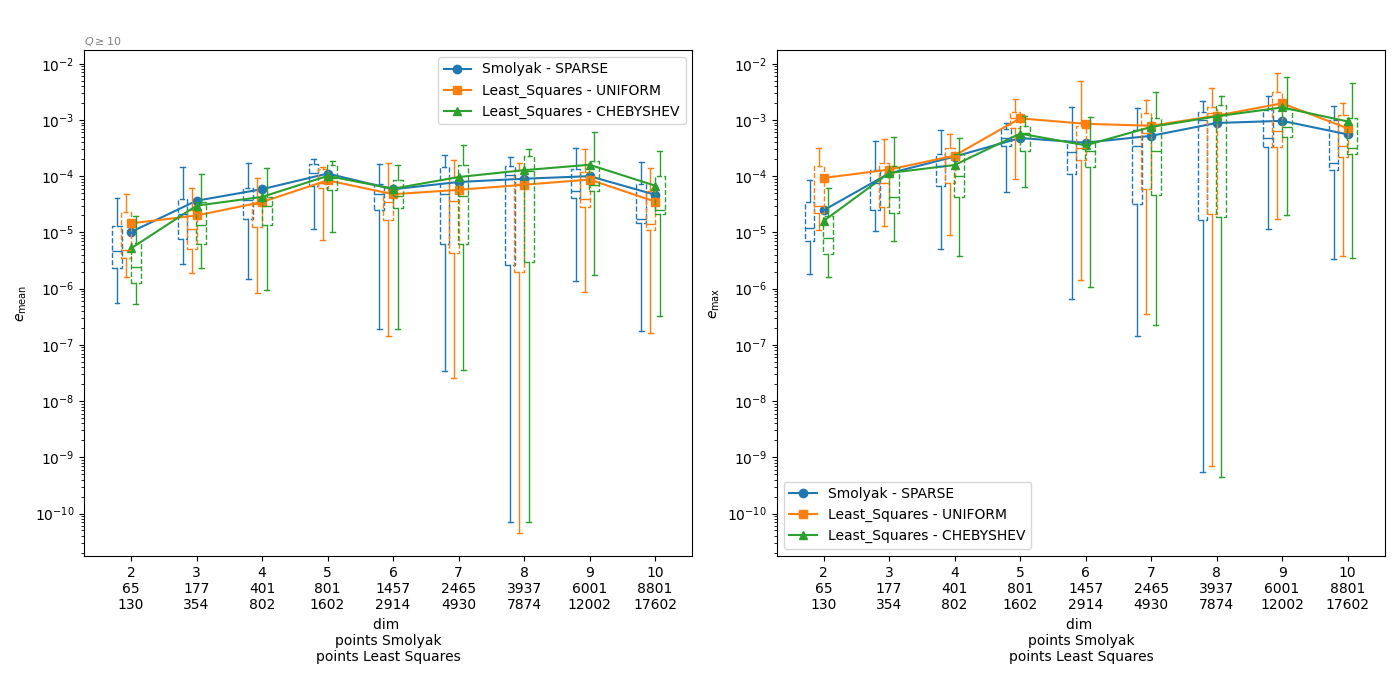 Q ≥ 10
10⁻²
10⁻³
10⁻⁴
10⁻⁵
10⁻⁶
10⁻⁷
10⁻⁸
10⁻⁹
10⁻¹⁰
e_mean
Smolyak - SPARSE
Least_Squares - UNIFORM
Least_Squares - CHEBYSHEV
2 3 4 5 6 7 8 9 10
65 177 401 801 1457 2465 3937 6001 8801
130 354 802 1602 2914 4930 7874 12002 17602
dim
points Smolyak
points Least Squares
10⁻²
10⁻³
10⁻⁴
10⁻⁵
10⁻⁶
10⁻⁷
10⁻⁸
10⁻⁹
10⁻¹⁰
e_max
Smolyak - SPARSE
Least_Squares - UNIFORM
Least_Squares - CHEBYSHEV
2 3 4 5 6 7 8 9 10
65 177 401 801 1457 2465 3937 6001 8801
130 354 802 1602 2914 4930 7874 12002 17602
dim
points Smolyak
points Least Squares